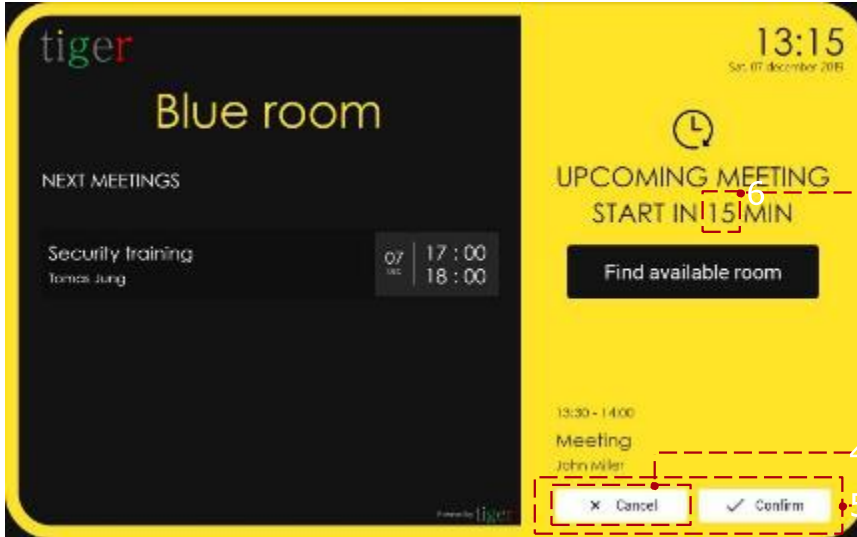 tiger
Blue room
NEXT MEETINGS
Security training
Tomas Jung
07
DEC
17 : 00
18 : 00
Powered by tiger
13:15
Sat, 07 december 2019
UPCOMING MEETING
START IN 15 MIN
6
Find available room
13:30 - 14:00
Meeting
John Miller
4
× Cancel
✓ Confirm
5